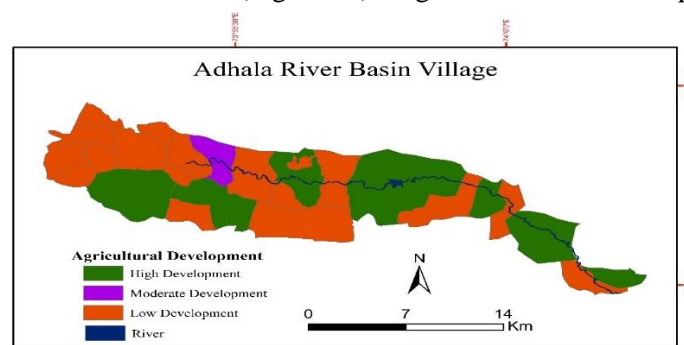 Adhala River Basin Village
Agricultural Development
High Development
Moderate Development
Low Development
River
N
0 7 14
Km